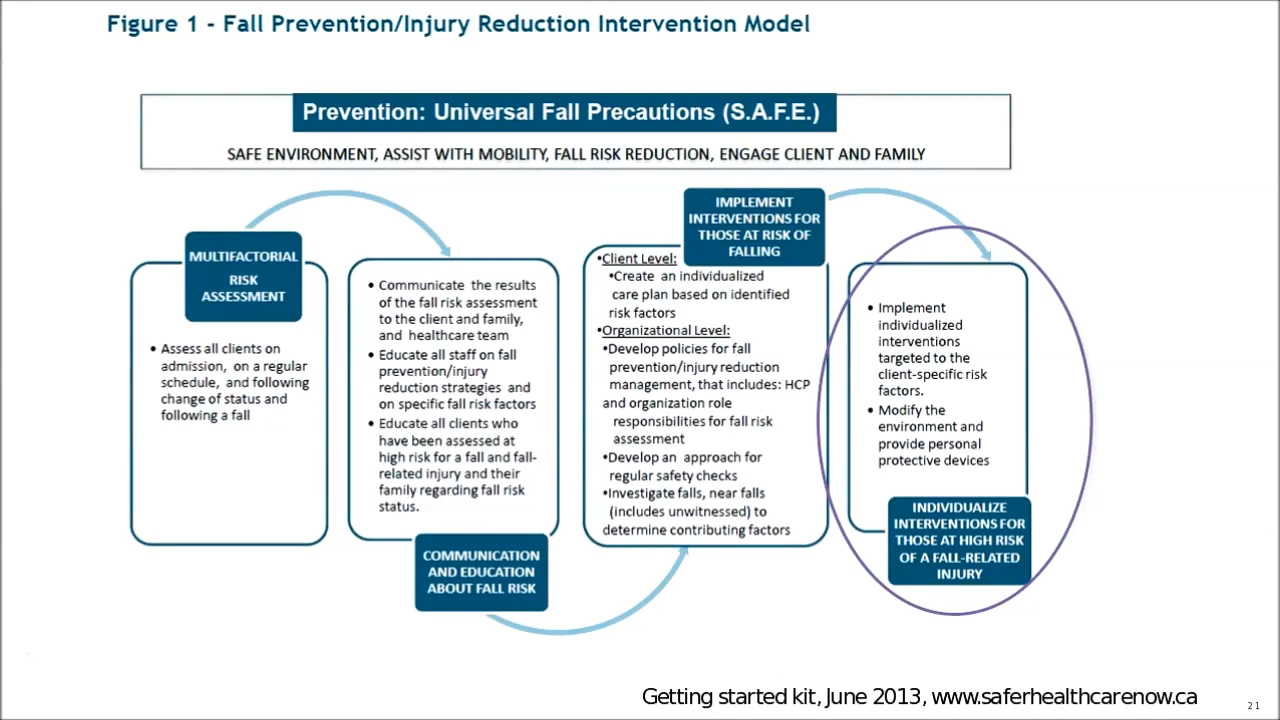 Figure 1 - Fall Prevention/Injury Reduction Intervention Model
Prevention: Universal Fall Precautions (S.A.F.E.)
SAFE ENVIRONMENT, ASSIST WITH MOBILITY, FALL RISK REDUCTION, ENGAGE CLIENT AND FAMILY
MULTIFACTORIAL
RISK
ASSESSMENT
• Assess all clients on
admission, on a regular
schedule, and following
change of status and
following a fall
• Communicate the results
of the fall risk assessment
to the client and family,
and healthcare team
• Educate all staff on fall
prevention/injury
reduction strategies and
on specific fall risk factors
• Educate all clients who
have been assessed at
high risk for a fall and fall-
related injury and their
family regarding fall risk
status.
COMMUNICATION
AND EDUCATION
ABOUT FALL RISK
IMPLEMENT
INTERVENTIONS FOR
THOSE AT RISK OF
FALLING
•Client Level:
•Create an individualized
care plan based on identified
risk factors
•Organizational Level:
•Develop policies for fall
prevention/injury reduction
management, that includes: HCP
and organization role
responsibilities for fall risk
assessment
•Develop an approach for
regular safety checks
•Investigate falls, near falls
(includes unwitnessed) to
determine contributing factors
• Implement
individualized
interventions
targeted to the
client-specific risk
factors.
• Modify the
environment and
provide personal
protective devices
INDIVIDUALIZE
INTERVENTIONS FOR
THOSE AT HIGH RISK
OF A FALL-RELATED
INJURY
Getting started kit, June 2013, www.saferhealthcarenow.ca
21